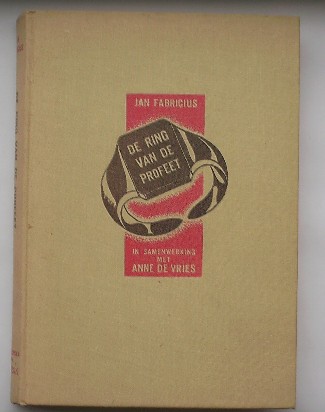 JAN FABRICIUS
DE RING
VAN DE
PROFEET
IN SAMENWERKING
MET
ANNE DE VRIES